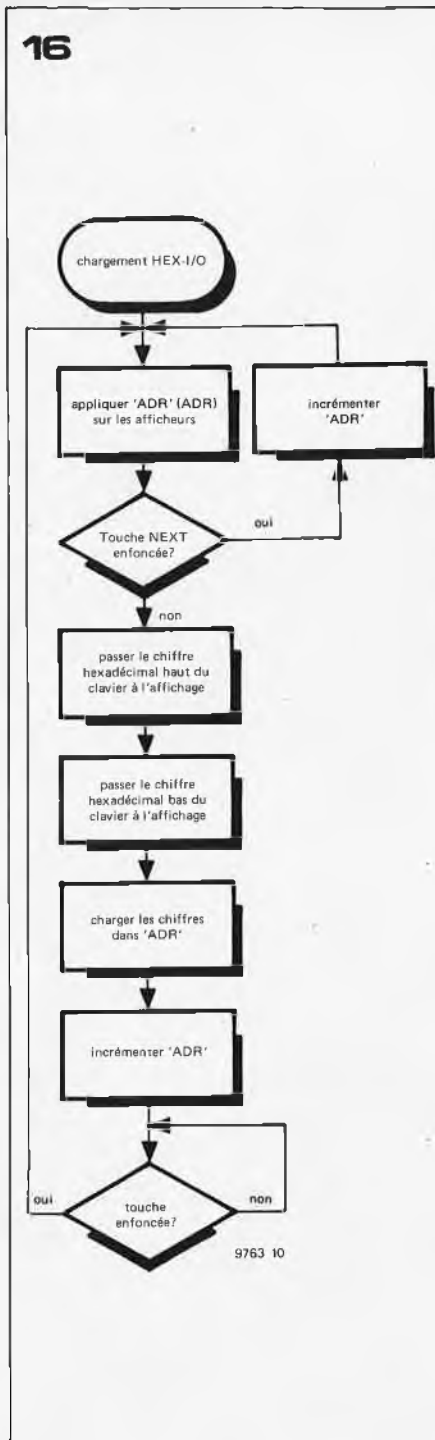 16
chargement HEX-I/O
appliquer 'ADR' (ADR)
sur les afficheurs
incrémenter
'ADR'
Touche NEXT
enfoncée?
oui
non
passer le chiffre
hexadécimal haut du
clavier à l'affichage
passer le chiffre
hexadécimal bas du
clavier à l'affichage
charger les chiffres
dans 'ADR'
incrémenter 'ADR'
oui
touche
enfoncée?
non
9763 10